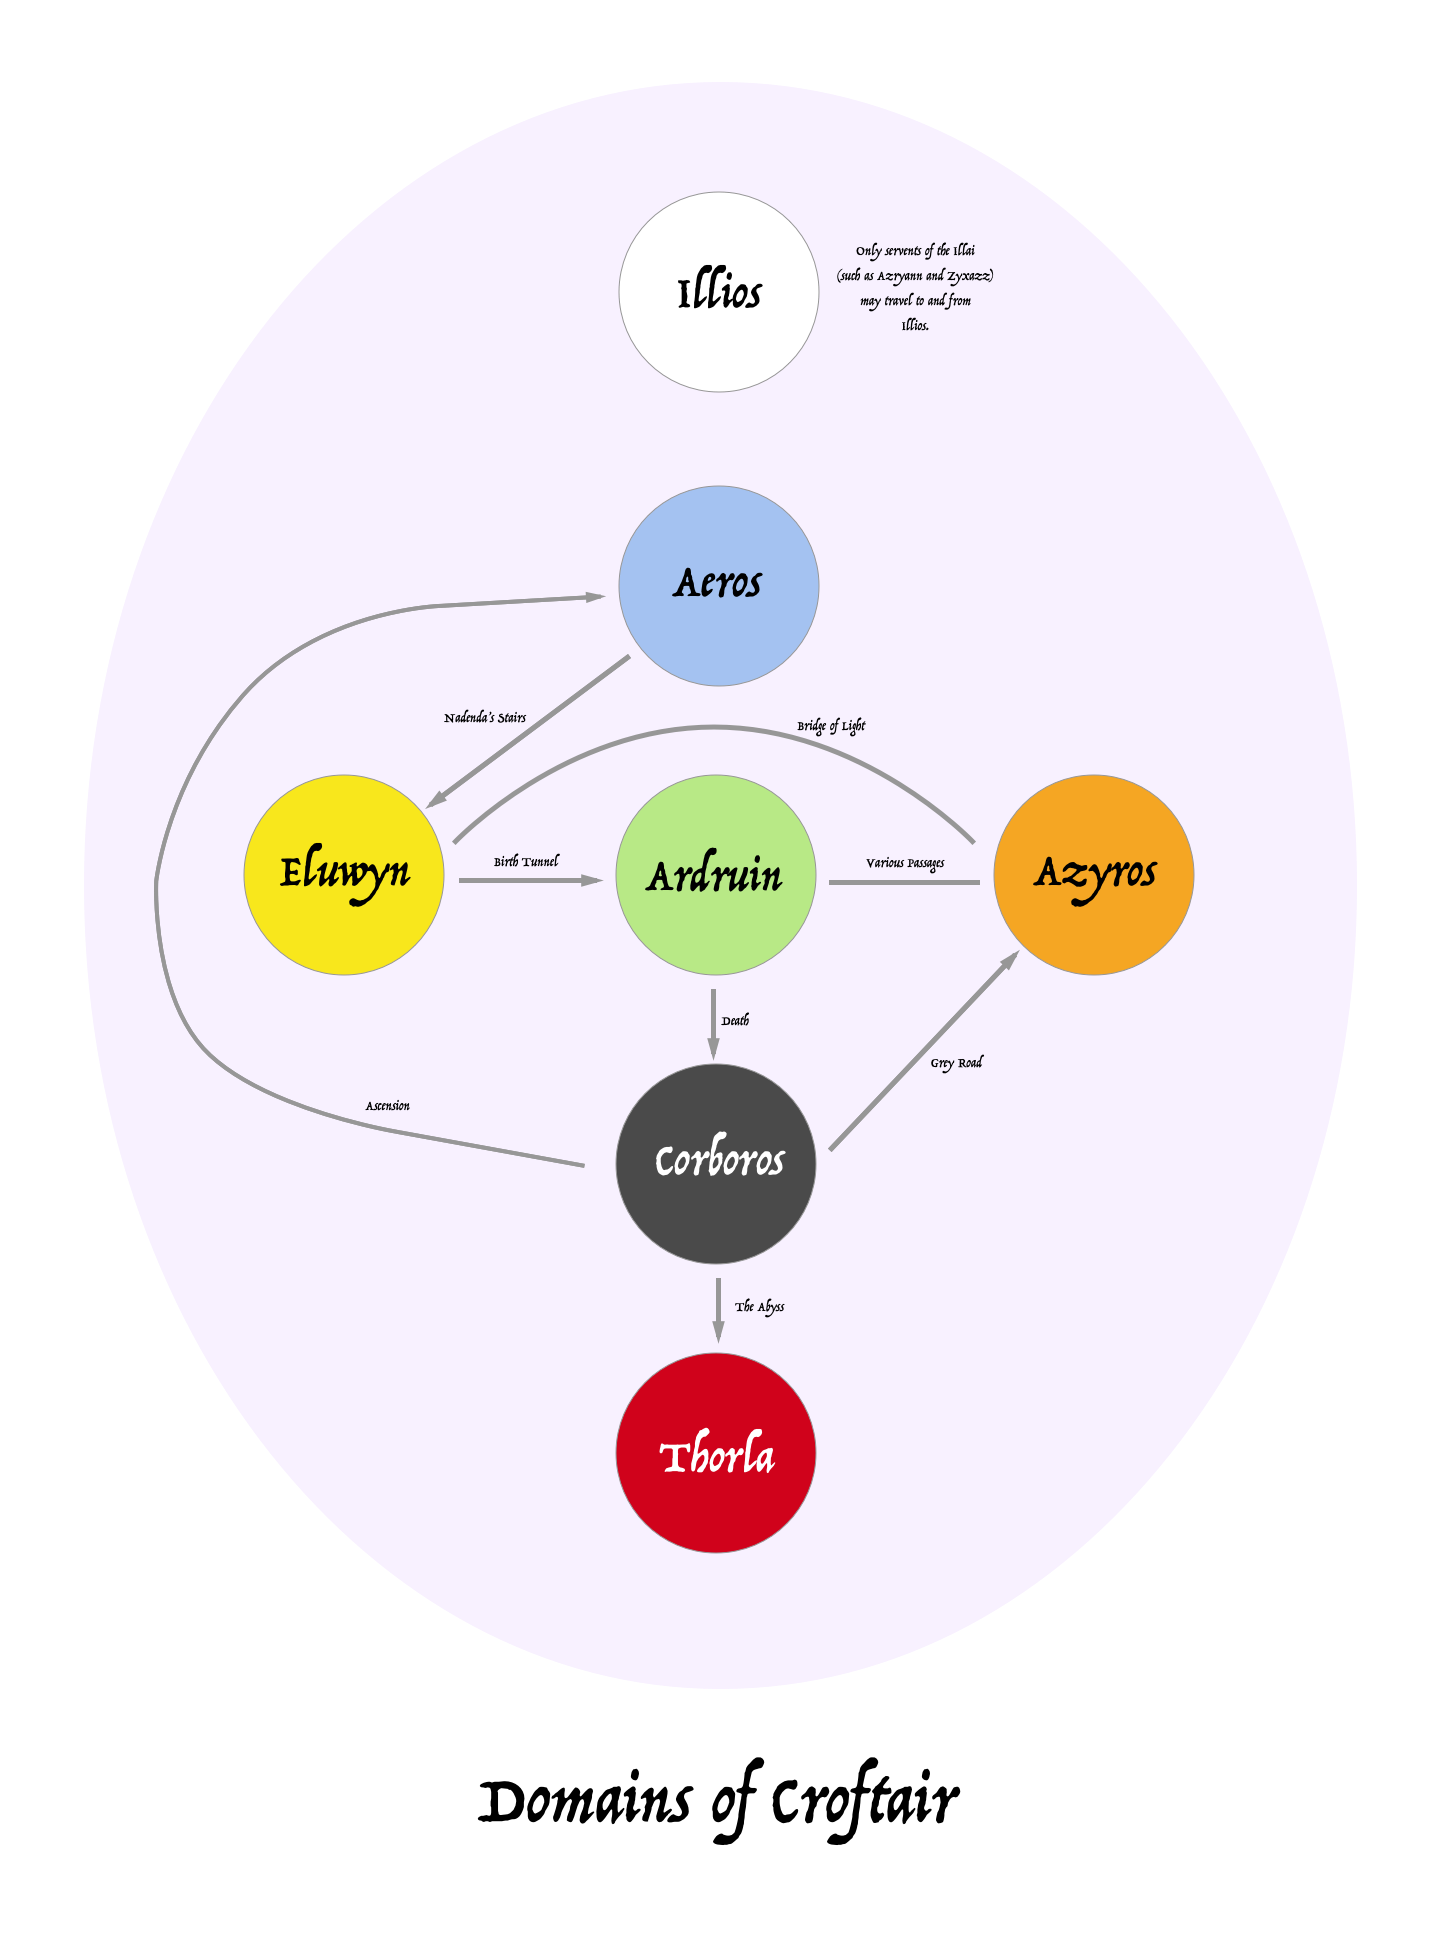 Illios
Only servents of the Illai
(such as Azryann and Zyxazz)
may travel to and from
Illios.
Aeros
Nadenda's Stairs
Bridge of Light
Eluwyn
Birth Tunnel
Ardruin
Various Passages
Azyros
Death
Grey Road
Ascension
Corboros
The Abyss
Thorla
Domains of Croftair